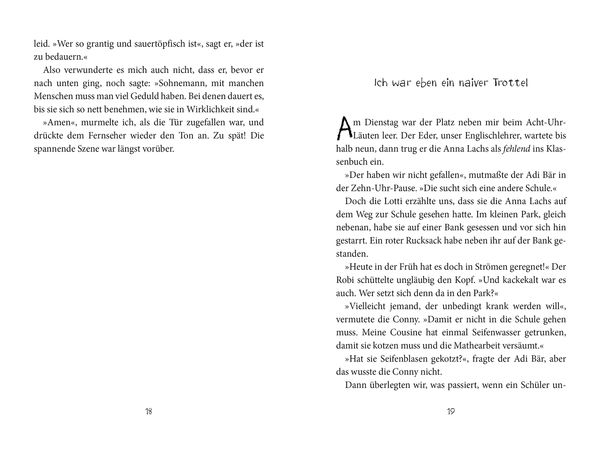 leid. »Wer so grantig und sauertöpfisch ist«, sagt er, »der ist
zu bedauern.«
Also verwunderte es mich auch nicht, dass er, bevor er
nach unten ging, noch sagte: »Sohnemann, mit manchen
Menschen muss man viel Geduld haben. Bei denen dauert es,
bis sie sich so nett benehmen, wie sie in Wirklichkeit sind.«
»Amen«, murmelte ich, als die Tür zugefallen war, und
drückte dem Fernseher wieder den Ton an. Zu spät! Die
spannende Szene war längst vorüber.
18
Ich war eben ein naiver Trottel
Am Dienstag war der Platz neben mir beim Acht-Uhr-
Läuten leer. Der Eder, unser Englischlehrer, wartete bis
halb neun, dann trug er die Anna Lachs als fehlend ins Klas-
senbuch ein.
»Der haben wir nicht gefallen«, mutmaßte der Adi Bär in
der Zehn-Uhr-Pause. »Die sucht sich eine andere Schule.«
Doch die Lotti erzählte uns, dass sie die Anna Lachs auf
dem Weg zur Schule gesehen hatte. Im kleinen Park, gleich
nebenan, habe sie auf einer Bank gesessen und vor sich hin
gestarrt. Ein roter Rucksack habe neben ihr auf der Bank ge-
standen.
»Heute in der Früh hat es doch in Strömen geregnet!« Der
Robi schüttelte ungläubig den Kopf. »Und kackekalt war es
auch. Wer setzt sich denn da in den Park?«
»Vielleicht jemand, der unbedingt krank werden will«,
vermutete die Conny. »Damit er nicht in die Schule gehen
muss. Meine Cousine hat einmal Seifenwasser getrunken,
damit sie kotzen muss und die Mathearbeit versäumt.«
»Hat sie Seifenblasen gekotzt?«, fragte der Adi Bär, aber
das wusste die Conny nicht.
Dann überlegten wir, was passiert, wenn ein Schüler un-
19